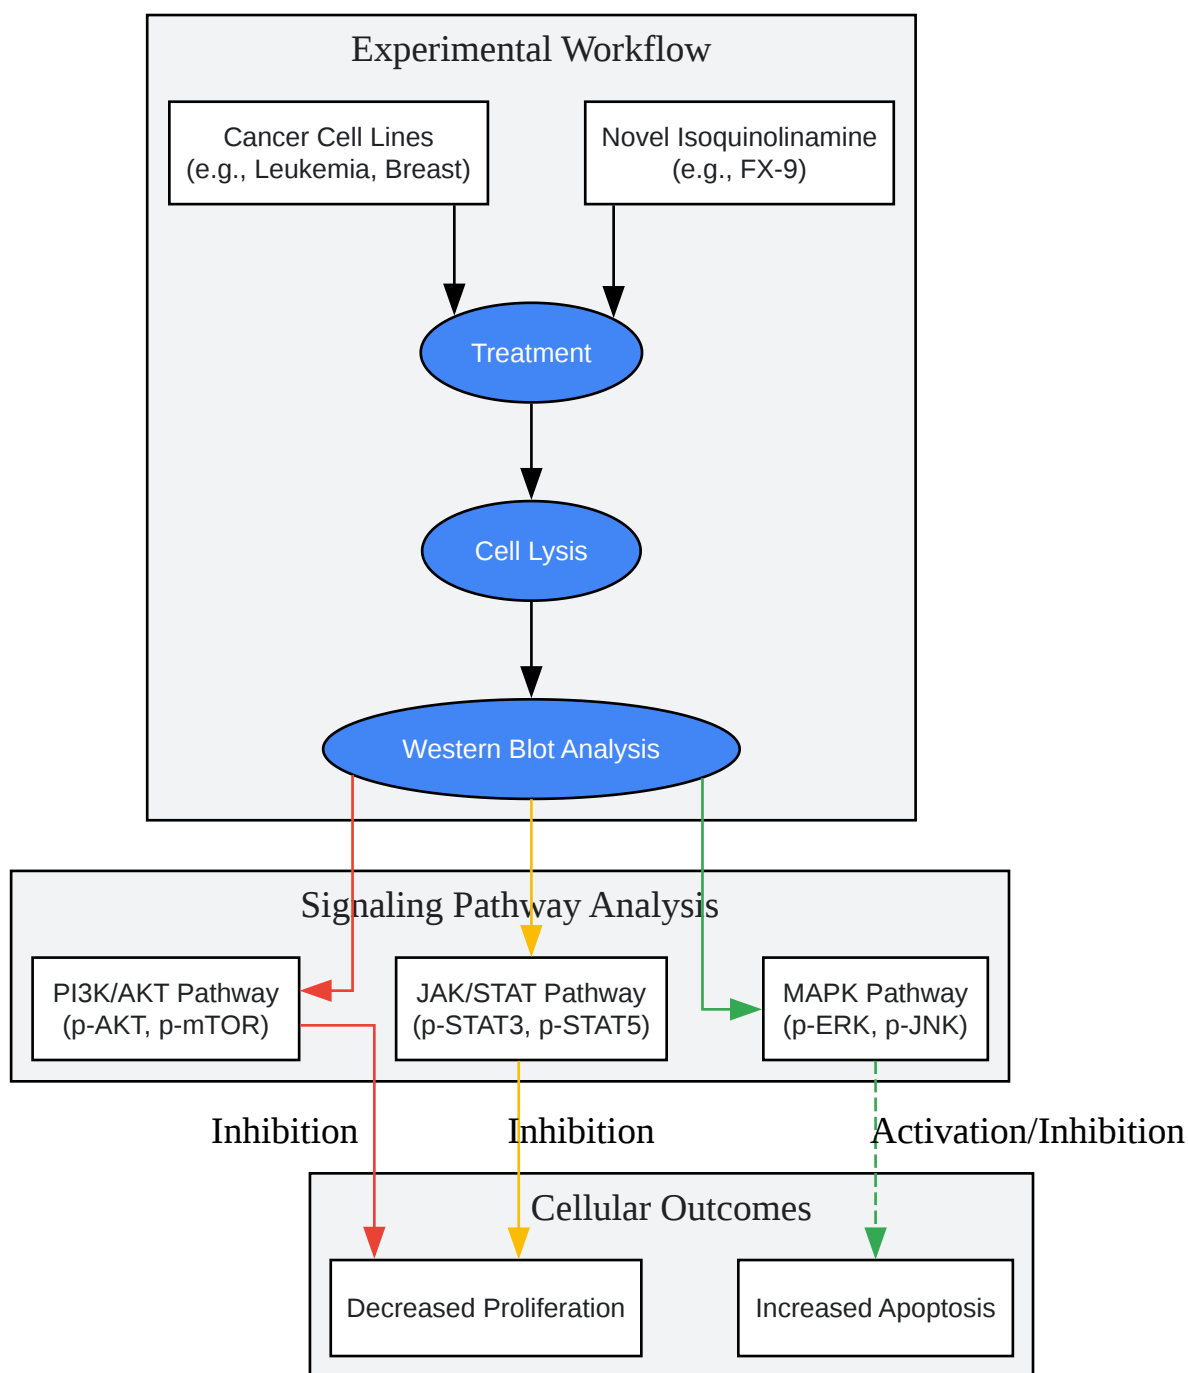 Experimental Workflow
Cancer Cell Lines
(e.g., Leukemia, Breast)
Novel Isoquinolinamine
(e.g., FX-9)
Treatment
Cell Lysis
Western Blot Analysis
Signaling Pathway Analysis
PI3K/AKT Pathway
(p-AKT, p-mTOR)
JAK/STAT Pathway
(p-STAT3, p-STAT5)
MAPK Pathway
(p-ERK, p-JNK)
Inhibition
Inhibition
Activation/Inhibition
Cellular Outcomes
Decreased Proliferation
Increased Apoptosis